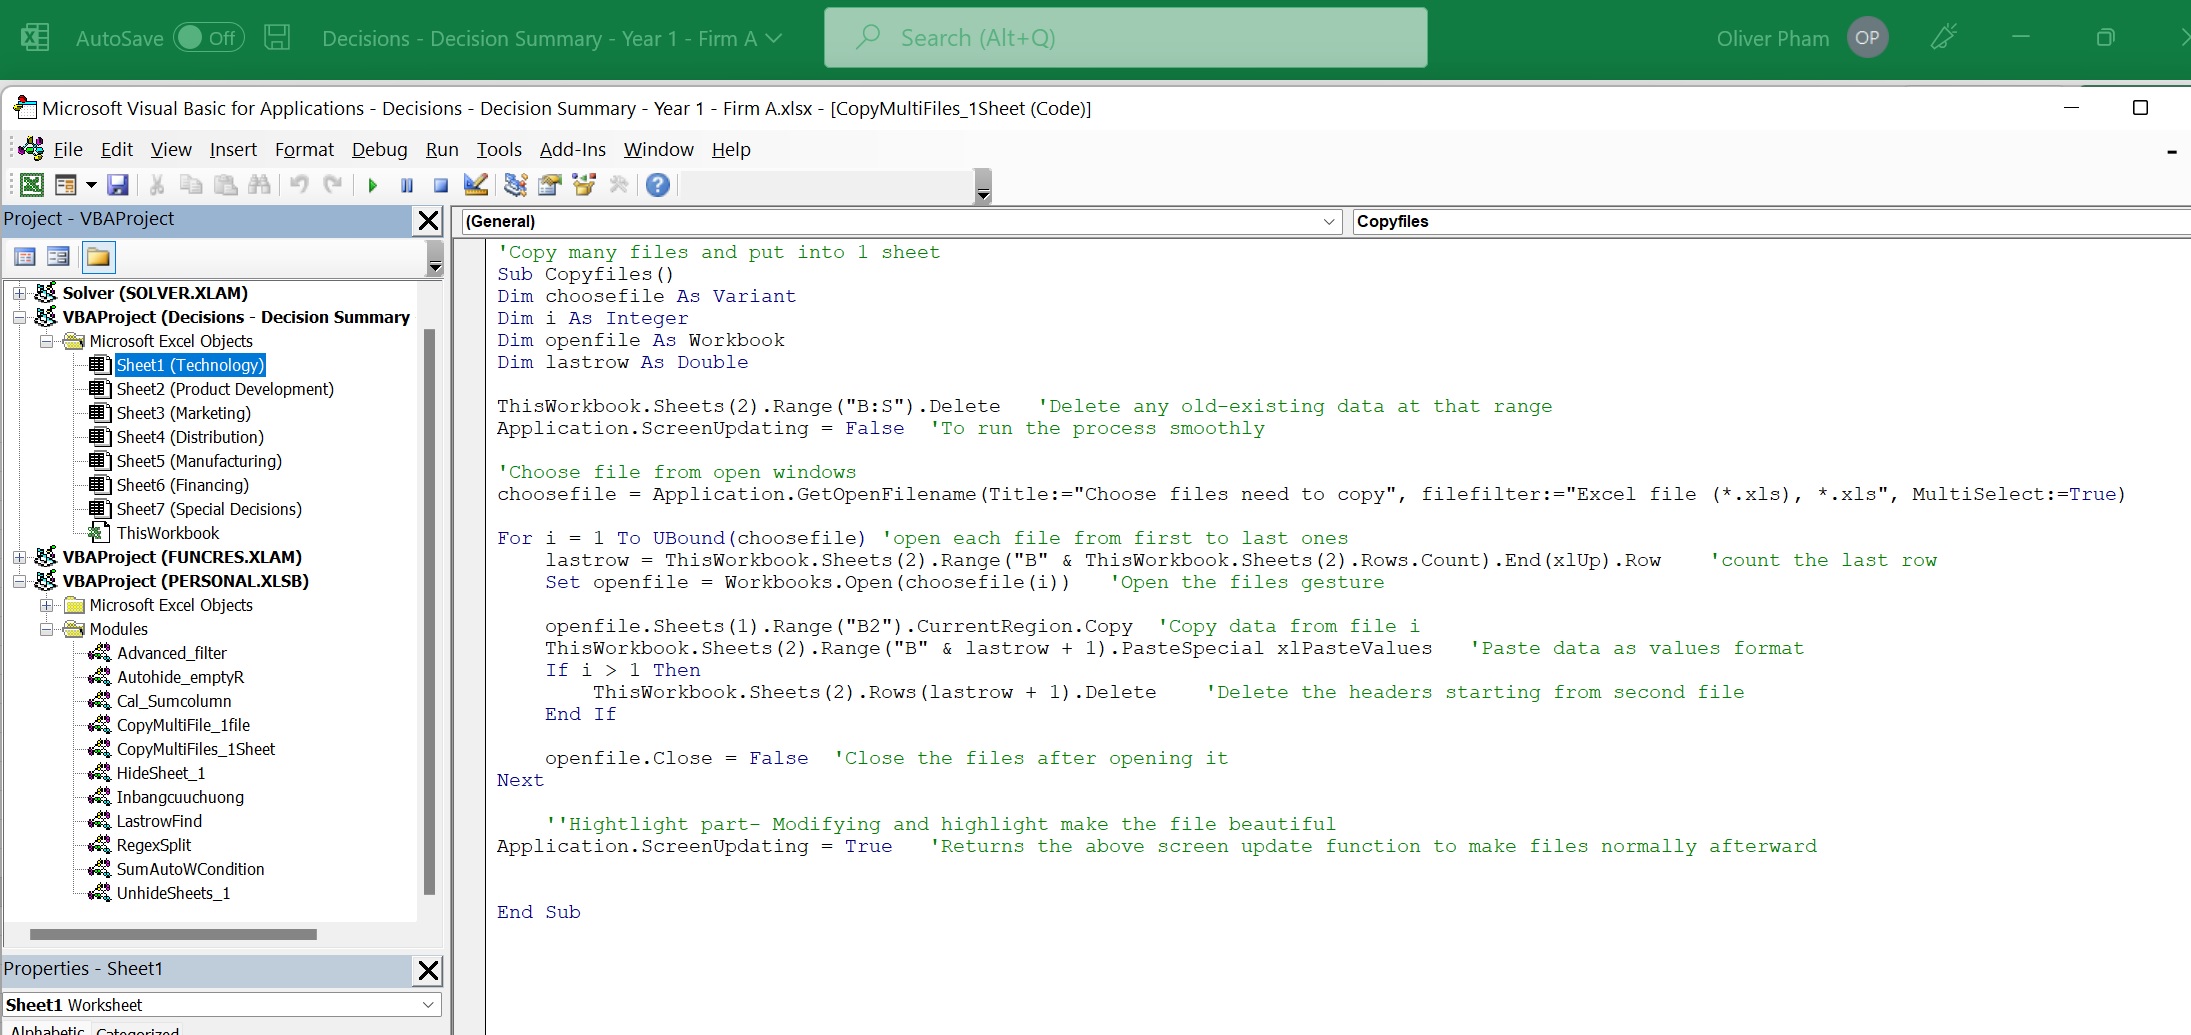 AutoSave Off Decisions - Decision Summary - Year 1 - Firm A Search (Alt+Q) Oliver Pham OP
Microsoft Visual Basic for Applications - Decisions - Decision Summary - Year 1 - Firm A.xlsx - [CopyMultiFiles_1Sheet (Code)]
File Edit View Insert Format Debug Run Tools Add-Ins Window Help
Project - VBAProject
Solver (SOLVER.XLAM)
VBAProject (Decisions - Decision Summary
Microsoft Excel Objects
Sheet1 (Technology)
Sheet2 (Product Development)
Sheet3 (Marketing)
Sheet4 (Distribution)
Sheet5 (Manufacturing)
Sheet6 (Financing)
Sheet7 (Special Decisions)
ThisWorkbook
VBAProject (FUNCRES.XLAM)
VBAProject (PERSONAL.XLSB)
Microsoft Excel Objects
Modules
Advanced_filter
Autohide_emptyR
Cal_Sumcolumn
CopyMultiFile_1file
CopyMultiFiles_1Sheet
HideSheet_1
Inbangcuuchuong
LastrowFind
RegexSplit
SumAutoWCondition
UnhideSheets_1
Properties - Sheet1
Sheet1 Worksheet
Alphabetic Categorized
(General) Copyfiles
'Copy many files and put into 1 sheet
Sub Copyfiles()
Dim choosefile As Variant
Dim i As Integer
Dim openfile As Workbook
Dim lastrow As Double
ThisWorkbook.Sheets(2).Range("B:S").Delete 'Delete any old-existing data at that range
Application.ScreenUpdating = False 'To run the process smoothly
'Choose file from open windows
choosefile = Application.GetOpenFilename(Title:="Choose files need to copy", filefilter:="Excel file (*.xls), *.xls", MultiSelect:=True)
For i = 1 To UBound(choosefile) 'open each file from first to last ones
lastrow = ThisWorkbook.Sheets(2).Range("B" & ThisWorkbook.Sheets(2).Rows.Count).End(xlUp).Row 'count the last row
Set openfile = Workbooks.Open(choosefile(i)) 'Open the files gesture
openfile.Sheets(1).Range("B2").CurrentRegion.Copy 'Copy data from file i
ThisWorkbook.Sheets(2).Range("B" & lastrow + 1).PasteSpecial xlPasteValues 'Paste data as values format
If i > 1 Then
ThisWorkbook.Sheets(2).Rows(lastrow + 1).Delete 'Delete the headers starting from second file
End If
openfile.Close = False 'Close the files after opening it
Next
''Hightlight part- Modifying and highlight make the file beautiful
Application.ScreenUpdating = True 'Returns the above screen update function to make files normally afterward
End Sub